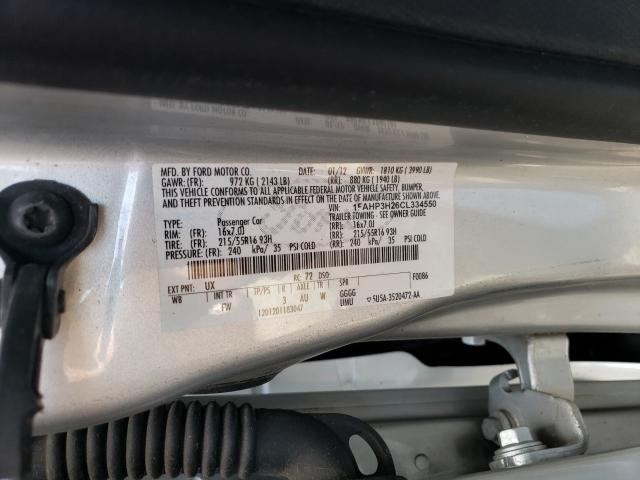 MFD. BY FORD MOTOR CO.
DATE: 01/12 GVWR: 1810 KG ( 3990 LB)
GAWR: (FR): 972 KG ( 2143 LB) (RR): 880 KG ( 1940 LB)
THIS VEHICLE CONFORMS TO ALL APPLICABLE FEDERAL MOTOR VEHICLE SAFETY, BUMPER,
AND THEFT PREVENTION STANDARDS IN EFFECT ON THE DATE OF MANUFACTURE SHOWN ABOVE.
VIN: 1FAHP3H26CL334550
TYPE: Passenger Car TRAILER TOWING - SEE OWNER GUIDE
RIM: (FR): 16x7.0J (RR): 16x7.0J
TIRE: (FR): 215/55R16 93H (RR): 215/55R16 93H
PRESSURE: (FR): 240 kPa/ 35 PSI COLD (RR): 240 kPa/ 35 PSI COLD
EXT PNT: UX RC: 72 DSO: F0086
WB INT TR TP/PS R AXLE TR SPR
FW 3 AU W GGGG
UMU
1201201183047
5U5A-3520472-AA